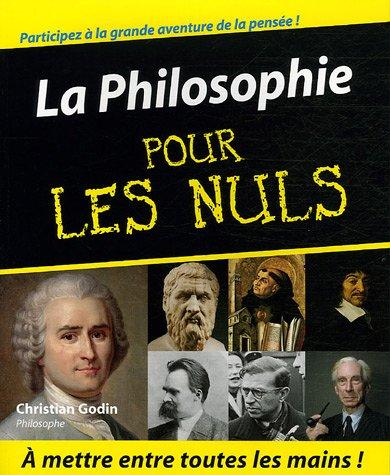 Participez à la grande aventure de la pensée !
La Philosophie
POUR
LES NULS
Christian Godin
Philosophe
À mettre entre toutes les mains !